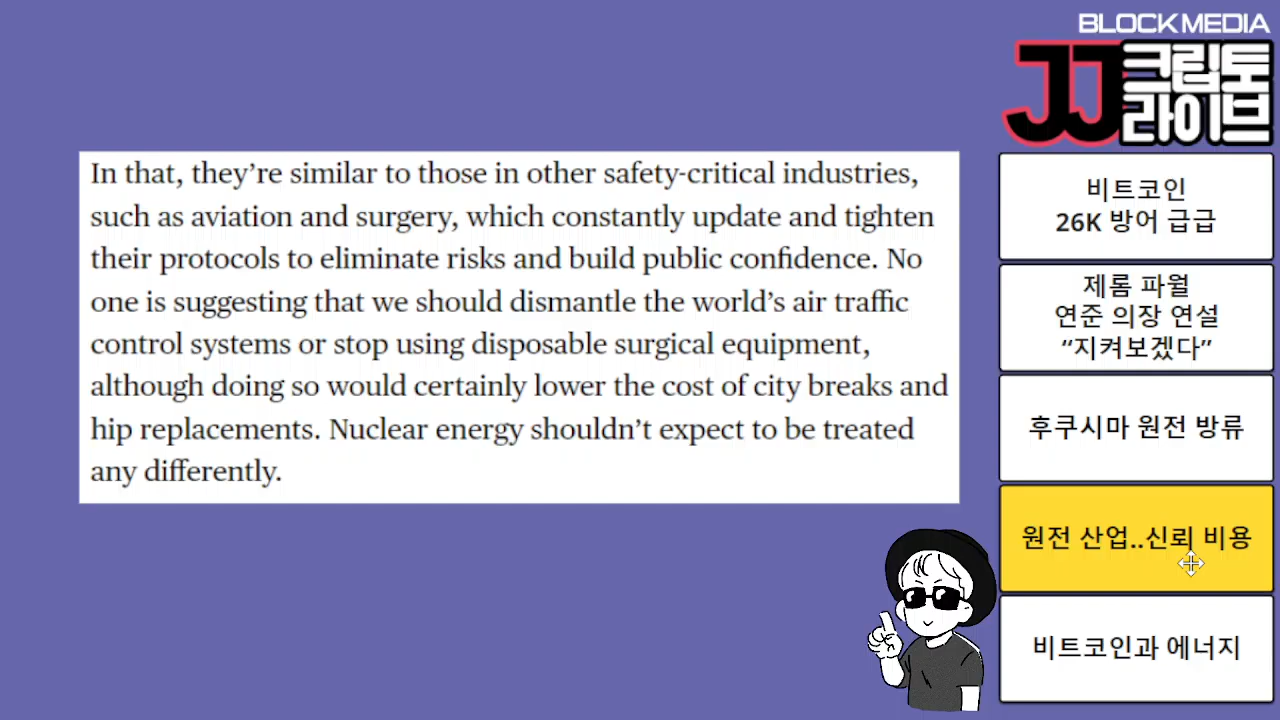 BLOCKMEDIA
JJ 크립토
라이브
In that, they’re similar to those in other safety-critical industries,
such as aviation and surgery, which constantly update and tighten
their protocols to eliminate risks and build public confidence. No
one is suggesting that we should dismantle the world’s air traffic
control systems or stop using disposable surgical equipment,
although doing so would certainly lower the cost of city breaks and
hip replacements. Nuclear energy shouldn’t expect to be treated
any differently.
비트코인
26K 방어 급급
제롬 파월
연준 의장 연설
“지켜보겠다”
후쿠시마 원전 방류
원전 산업..신뢰 비용
비트코인과 에너지